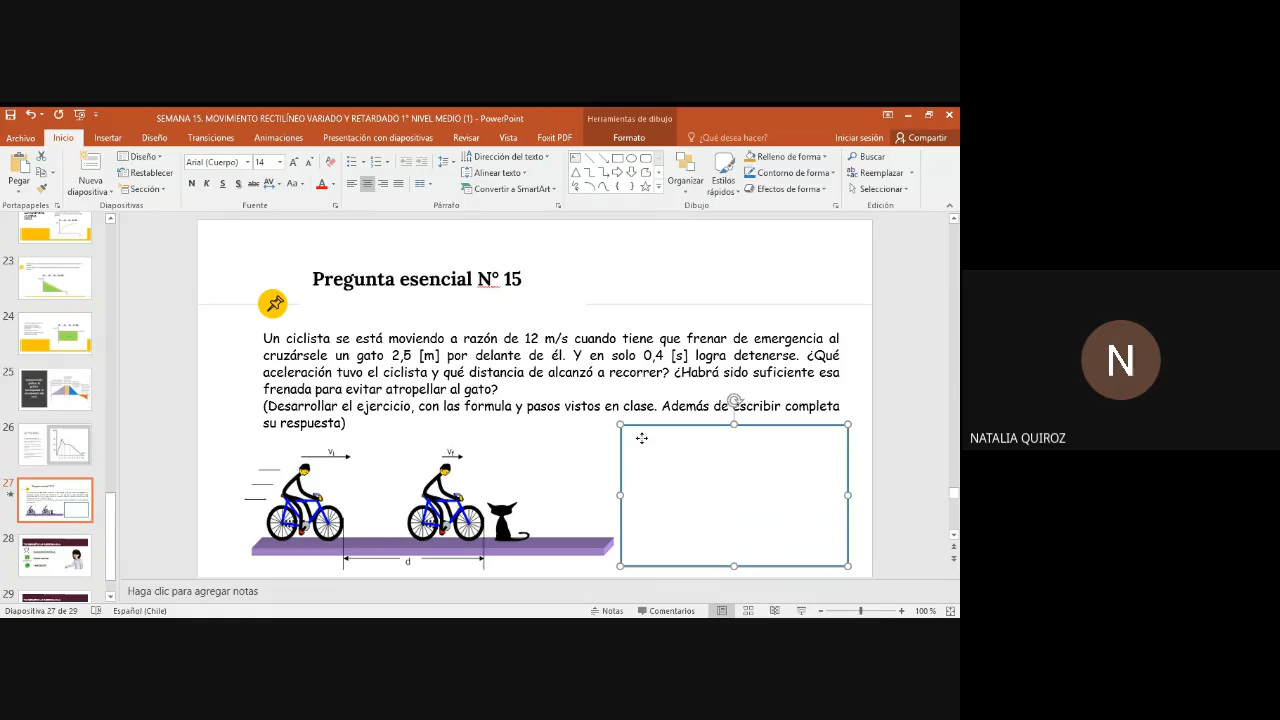 SEMANA 15. MOVIMIENTO RECTILÍNEO VARIADO Y RETARDADO 1° NIVEL MEDIO (1) - PowerPoint
Herramientas de dibujo
Archivo Inicio Insertar Diseño Transiciones Animaciones Presentación con diapositivas Revisar Vista Foxit PDF Formato ¿Qué desea hacer? Iniciar sesión Compartir
Pegar
Nueva diapositiva
Diseño
Restablecer
Sección
Arial (Cuerpo) 14
N K S S abc AV Aa A
Dirección del texto
Alinear texto
Convertir a SmartArt
Organizar
Estilos rápidos
Relleno de forma
Contorno de forma
Efectos de forma
Buscar
Reemplazar
Seleccionar
Portapapeles Diapositivas Fuente Párrafo Dibujo Edición
23
24
25
26
27
28
29
Pregunta esencial N° 15
Un ciclista se está moviendo a razón de 12 m/s cuando tiene que frenar de emergencia al
cruzársele un gato 2,5 [m] por delante de él. Y en solo 0,4 [s] logra detenerse. ¿Qué
aceleración tuvo el ciclista y qué distancia de alcanzó a recorrer? ¿Habrá sido suficiente esa
frenada para evitar atropellar al gato?
(Desarrollar el ejercicio, con las formula y pasos vistos en clase. Además de escribir completa
su respuesta)
vi vf
d
Haga clic para agregar notas
Diapositiva 27 de 29 Español (Chile) Notas Comentarios 100 %
N
NATALIA QUIROZ